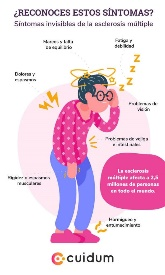 ¿RECONOCES ESTOS SÍNTOMAS?
Síntomas invisibles de la esclerosis múltiple
Mareos y falta
de equilibrio
Fatiga y
debilidad
Dolores y
espasmos
Problemas de
visión
Problemas de vejiga
e intestinales
Rigidez o espasmos
musculares
La esclerosis
múltiple afecta a 2,5
millones de personas
en todo el mundo.
Hormigueo y
entumecimiento
cuidum